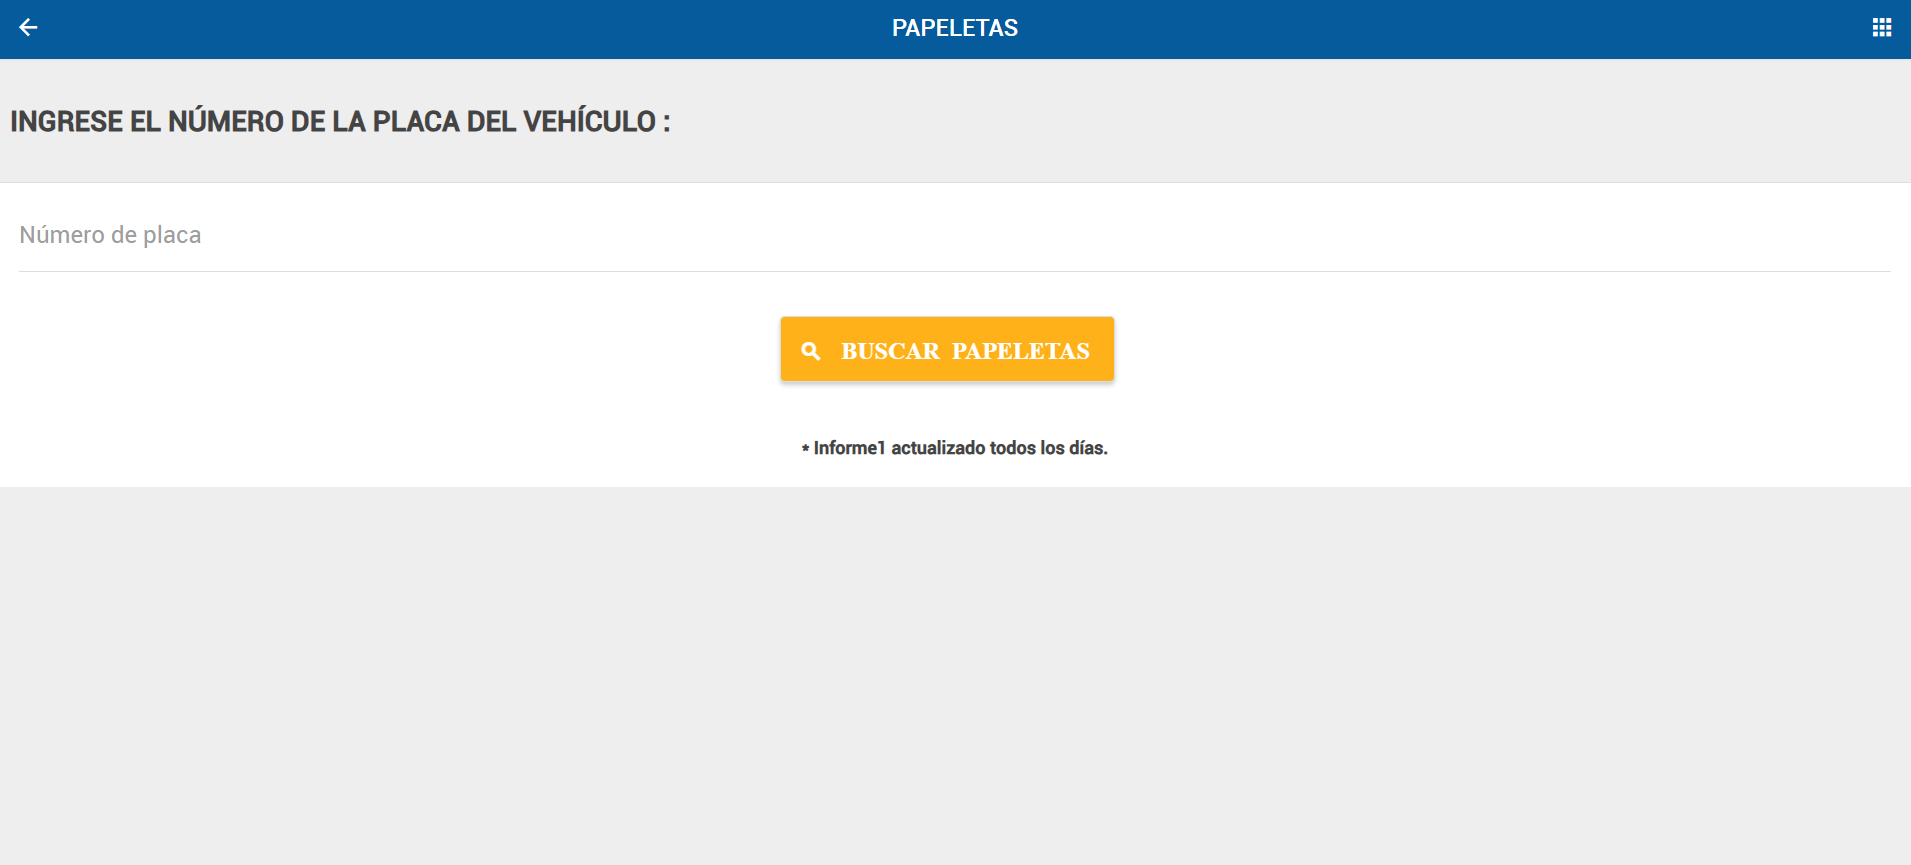 PAPELETAS
INGRESE EL NÚMERO DE LA PLACA DEL VEHÍCULO :
Número de placa
BUSCAR PAPELETAS
* Informe1 actualizado todos los días.